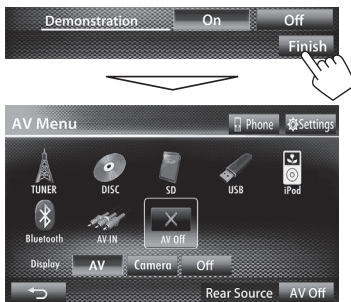 Demonstration On Off
Finish
AV Menu Phone Settings
TUNER DISC SD USB iPod
Bluetooth AV-IN AV Off
Display AV Camera Off
Rear Source AV Off